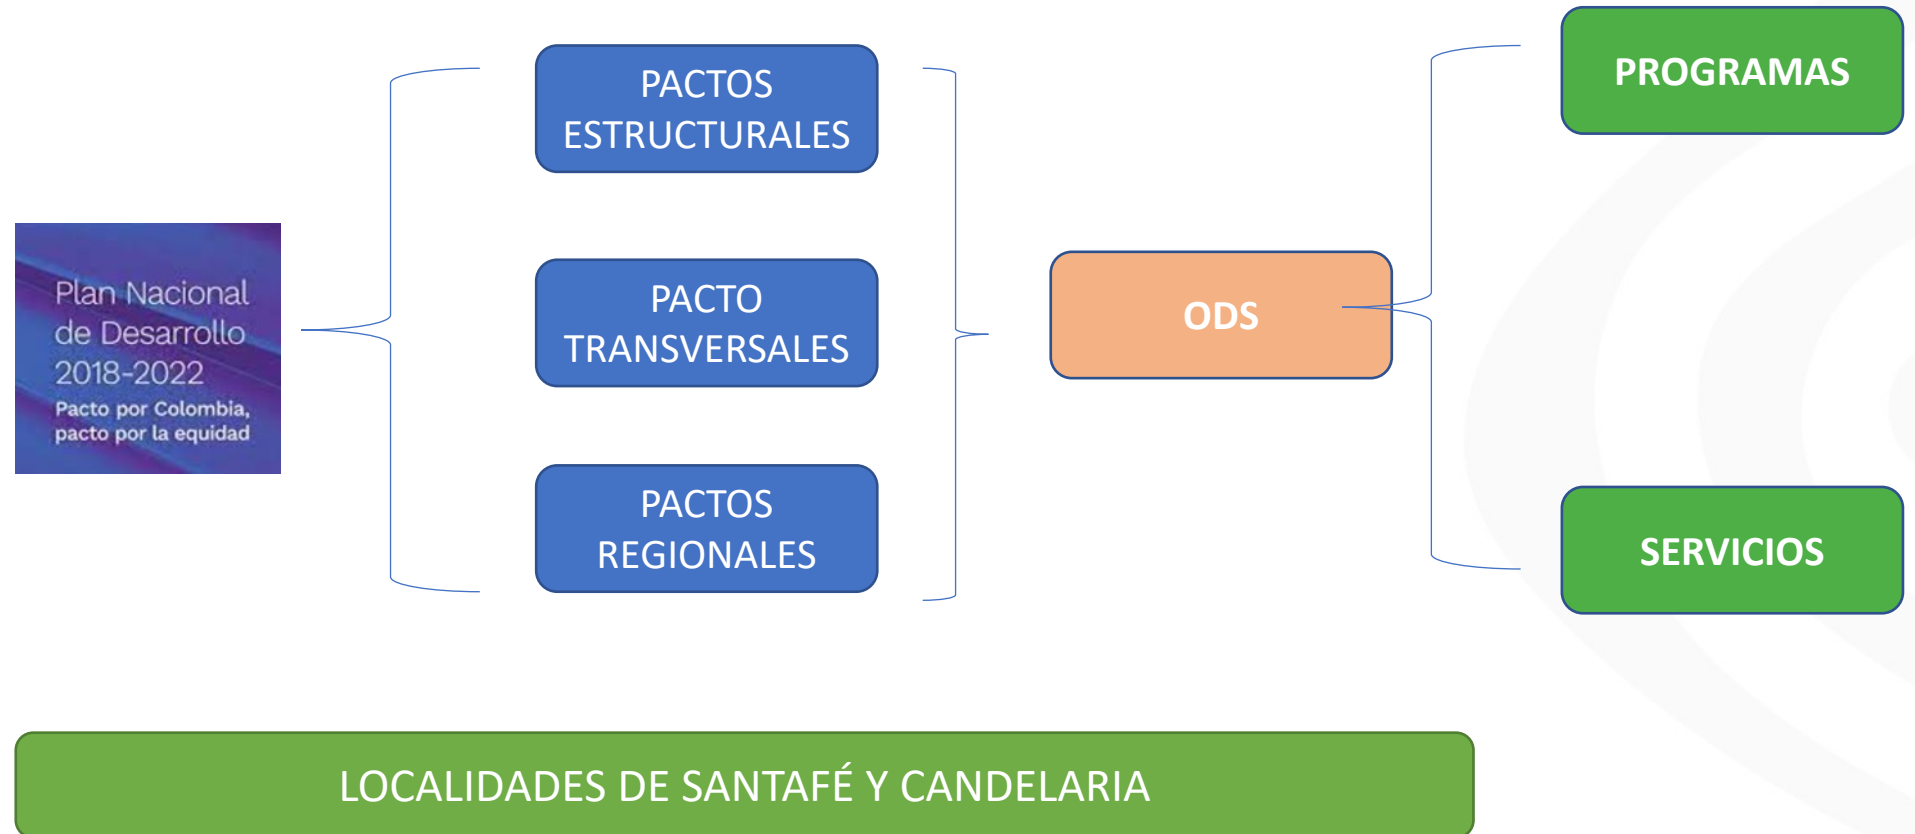 Plan Nacional
de Desarrollo
2018-2022
Pacto por Colombia,
pacto por la equidad
PACTOS
ESTRUCTURALES
PACTO
TRANSVERSALES
PACTOS
REGIONALES
ODS
PROGRAMAS
SERVICIOS
LOCALIDADES DE SANTAFÉ Y CANDELARIA